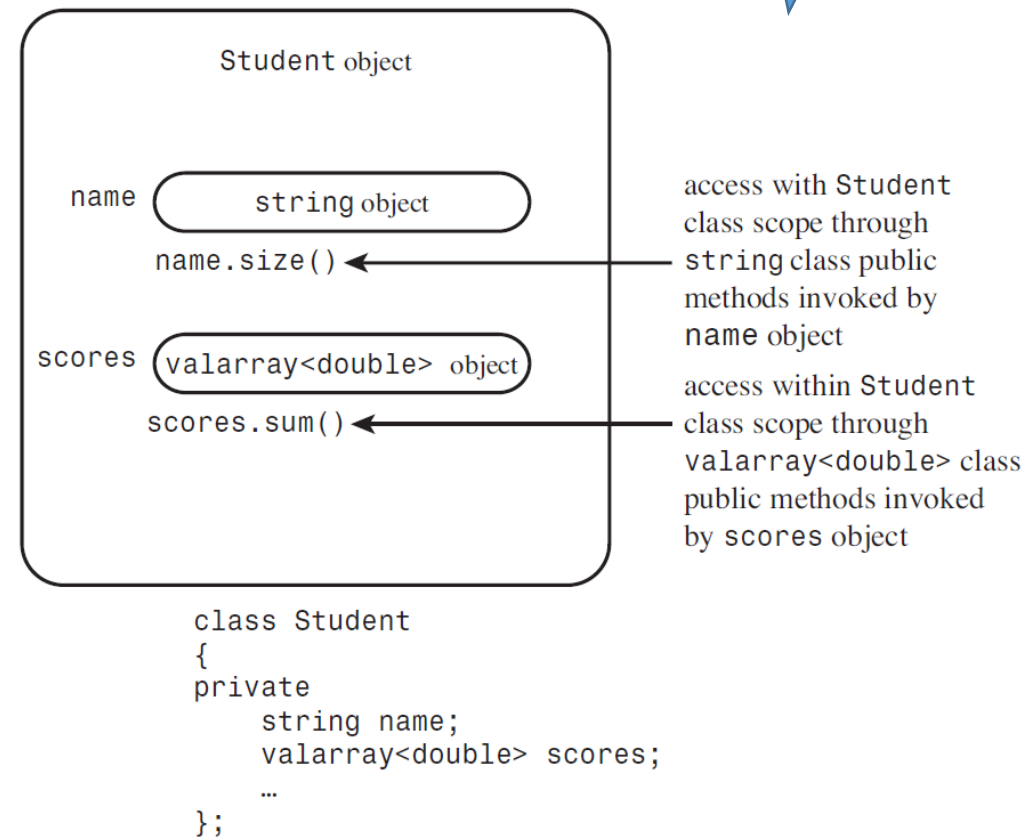 Student object
name
string object
name.size()
access with Student
class scope through
string class public
methods invoked by
name object
scores
valarray<double> object
scores.sum()
access within Student
class scope through
valarray<double> class
public methods invoked
by scores object
class Student
{
private
string name;
valarray<double> scores;
…
};